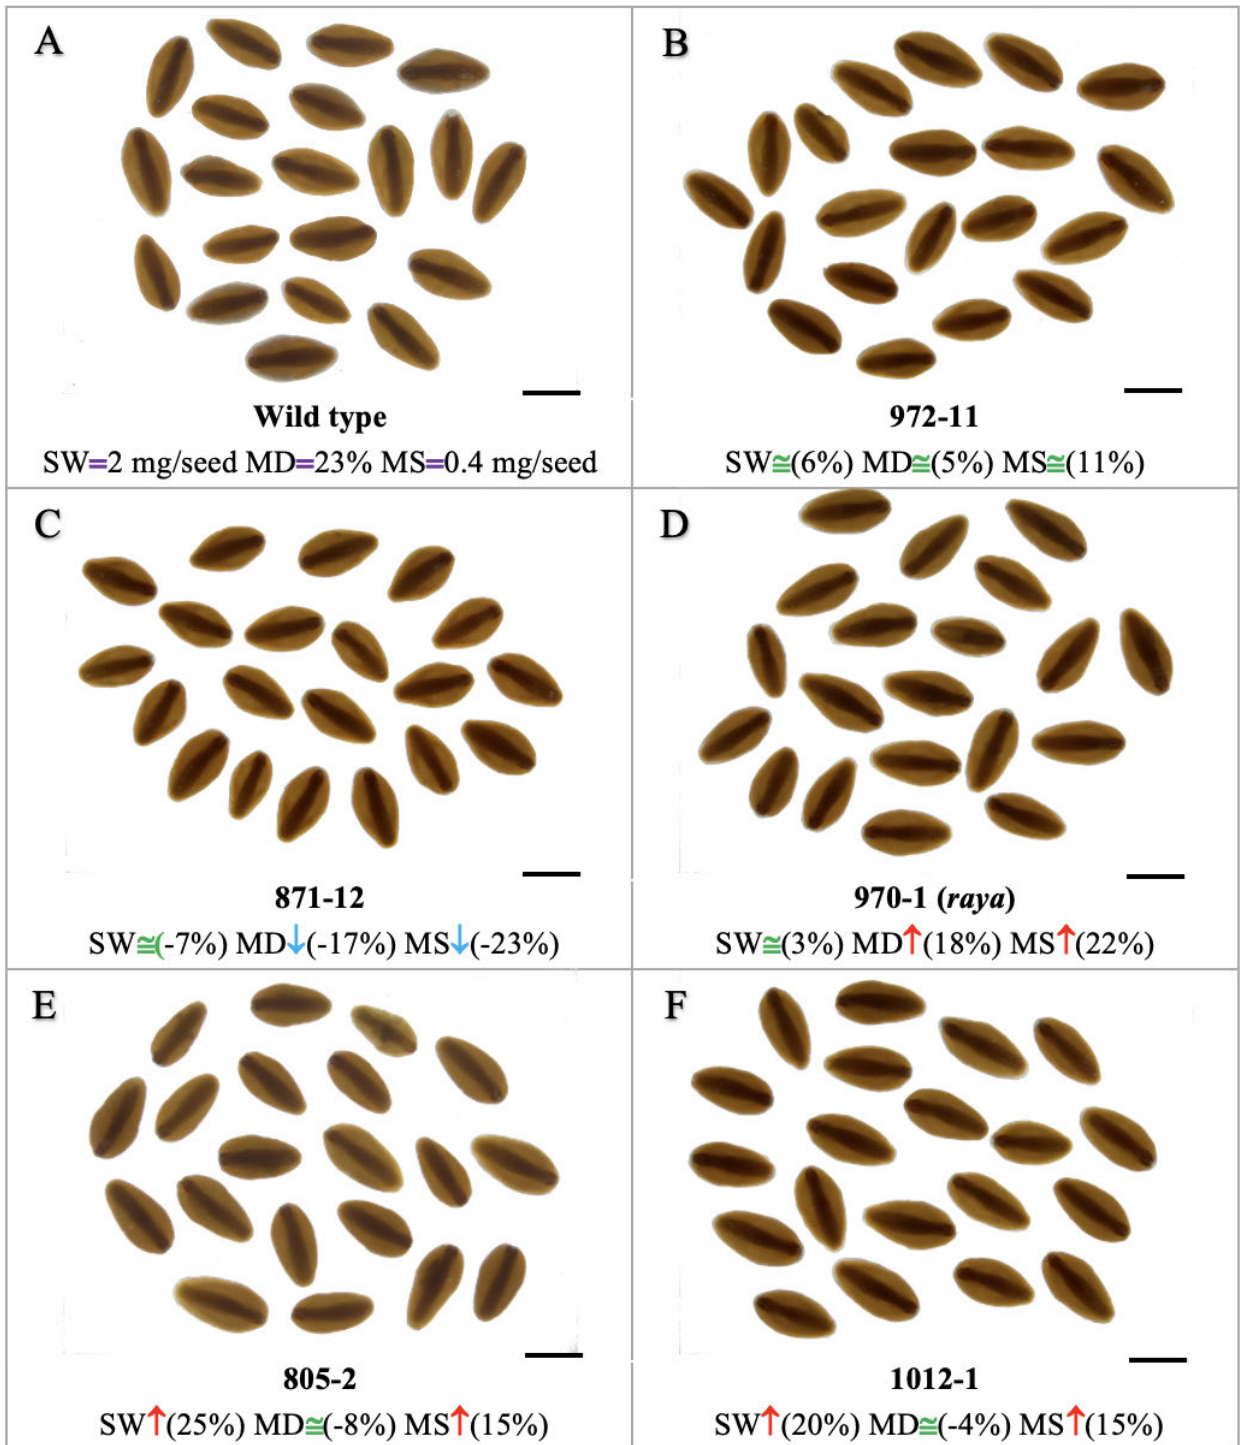 A
B
Wild type
SW=2 mg/seed MD=23% MS=0.4 mg/seed
972-11
SW≅(6%) MD≅(5%) MS≅(11%)
C
D
871-12
SW≅(-7%) MD↓(-17%) MS↓(-23%)
970-1 (raya)
SW≅(3%) MD↑(18%) MS↑(22%)
E
F
805-2
SW↑(25%) MD≅(-8%) MS↑(15%)
1012-1
SW↑(20%) MD≅(-4%) MS↑(15%)